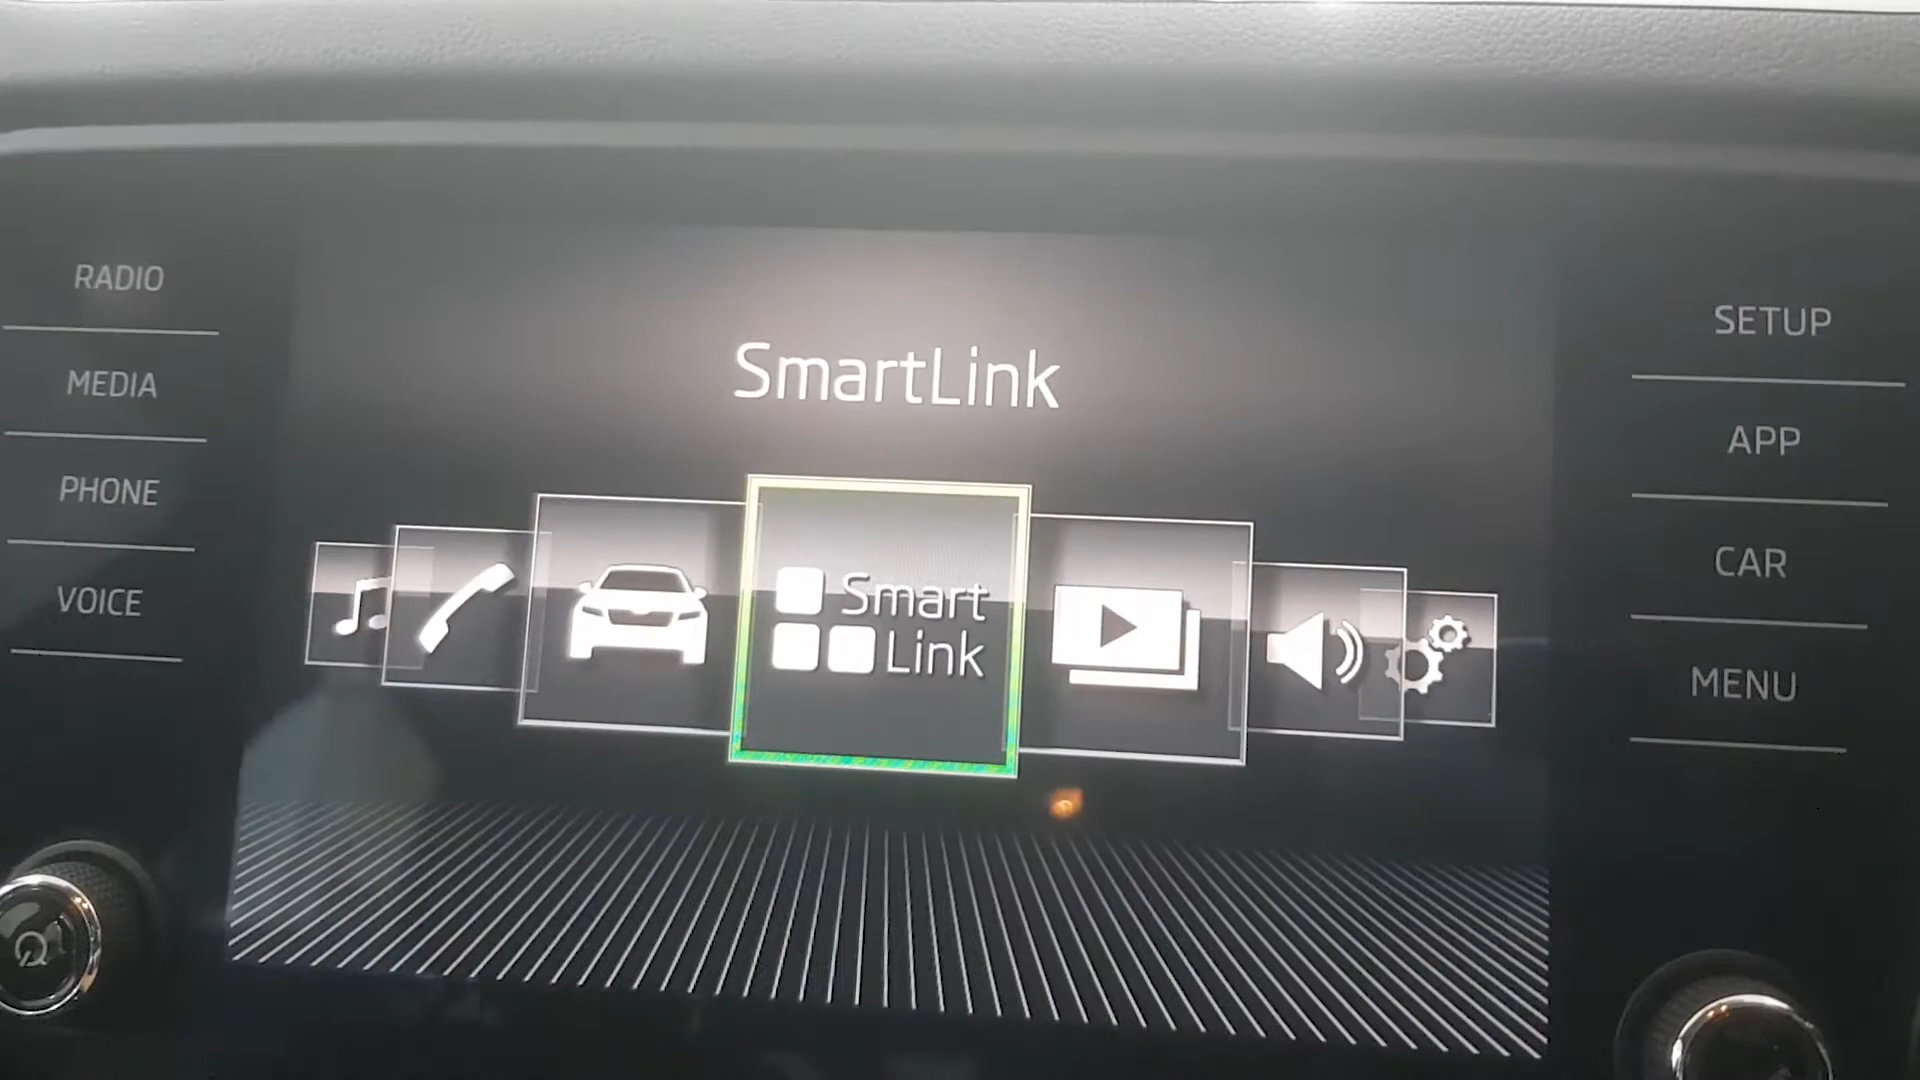 RADIO
MEDIA
PHONE
VOICE
SmartLink
Smart
Link
SETUP
APP
CAR
MENU